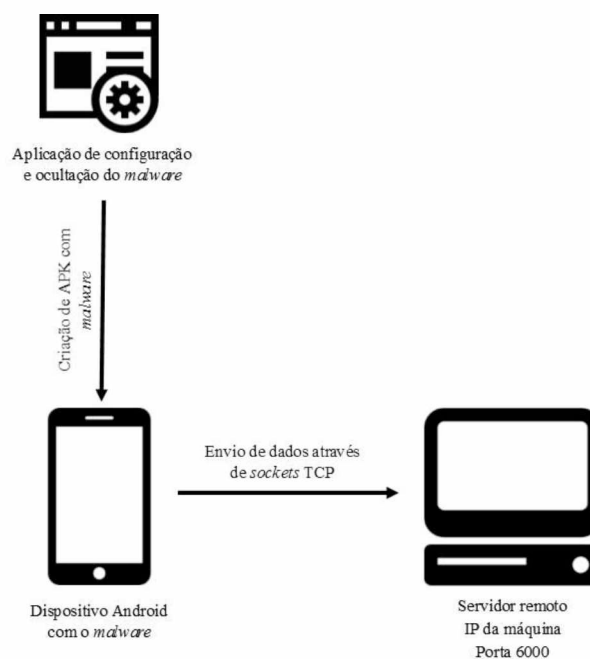 Aplicação de configuração
e ocultação do malware
Criação de APK com
malware
Envio de dados através
de sockets TCP
Dispositivo Android
com o malware
Servidor remoto
IP da máquina
Porta 6000